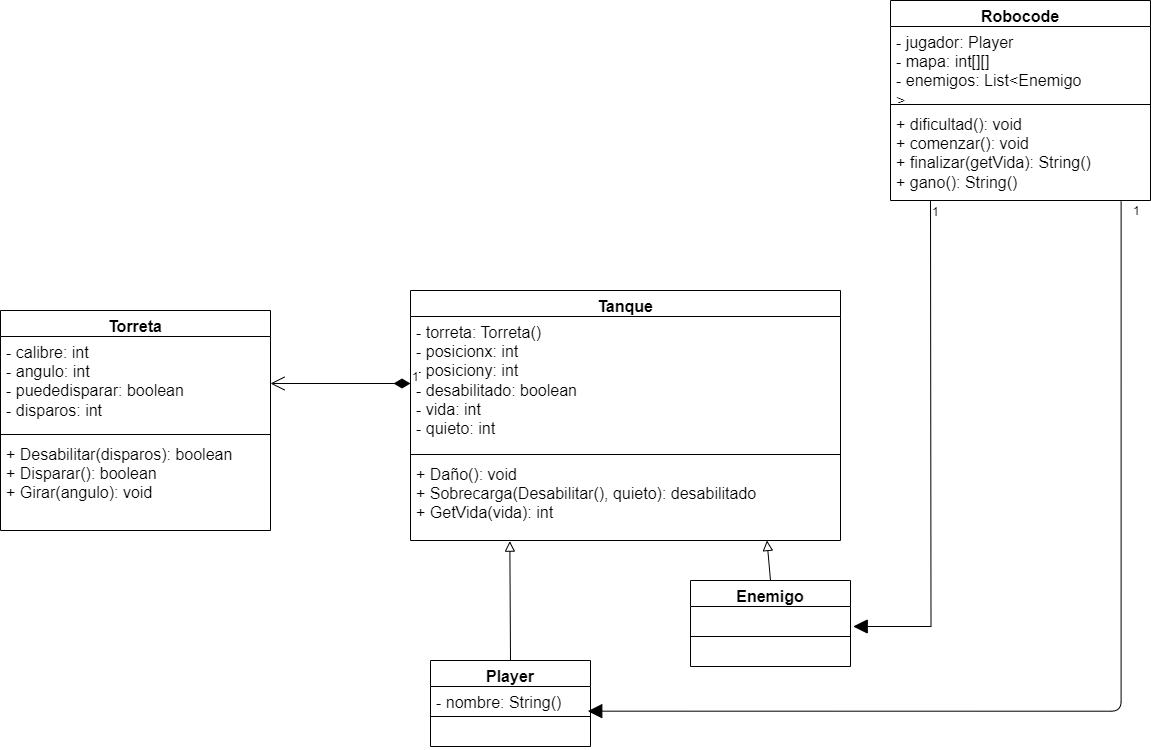 Robocode
- jugador: Player
- mapa: int[][]
- enemigos: List<Enemigo
>
+ dificultad(): void
+ comenzar(): void
+ finalizar(getVida): String()
+ gano(): String()
1
1
Tanque
- torreta: Torreta()
- posicionx: int
- posiciony: int
- desabilitado: boolean
- vida: int
- quieto: int
+ Daño(): void
+ Sobrecarga(Desabilitar(), quieto): desabilitado
+ GetVida(vida): int
1
Torreta
- calibre: int
- angulo: int
- puededisparar: boolean
- disparos: int
+ Desabilitar(disparos): boolean
+ Disparar(): boolean
+ Girar(angulo): void
Enemigo
Player
- nombre: String()